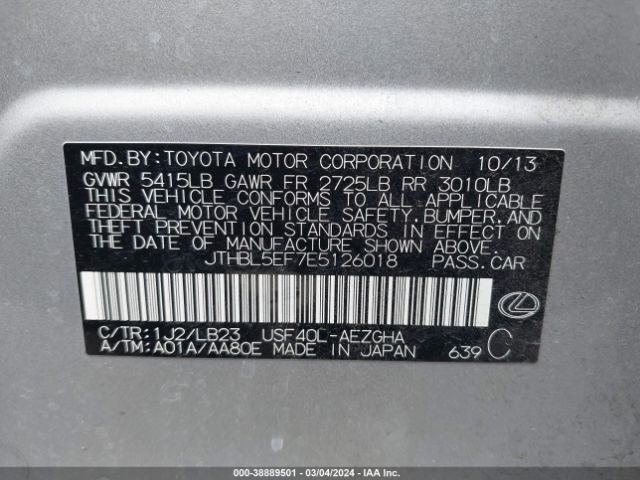 MFD.BY:TOYOTA MOTOR CORPORATION 10/13
GVWR 5415LB GAWR FR 2725LB RR 3010LB
THIS VEHICLE CONFORMS TO ALL APPLICABLE
FEDERAL MOTOR VEHICLE SAFETY,BUMPER,AND
THEFT PREVENTION STANDARDS IN EFFECT ON
THE DATE OF MANUFACTURE SHOWN ABOVE.
JTHBL5EF7E5126018 PASS.CAR
C/TR:1J2/LB23 USF40L-AEZGHA
A/TM:A01A/AA80E MADE IN JAPAN 639 C
000-38889501 - 03/04/2024 - IAA Inc.